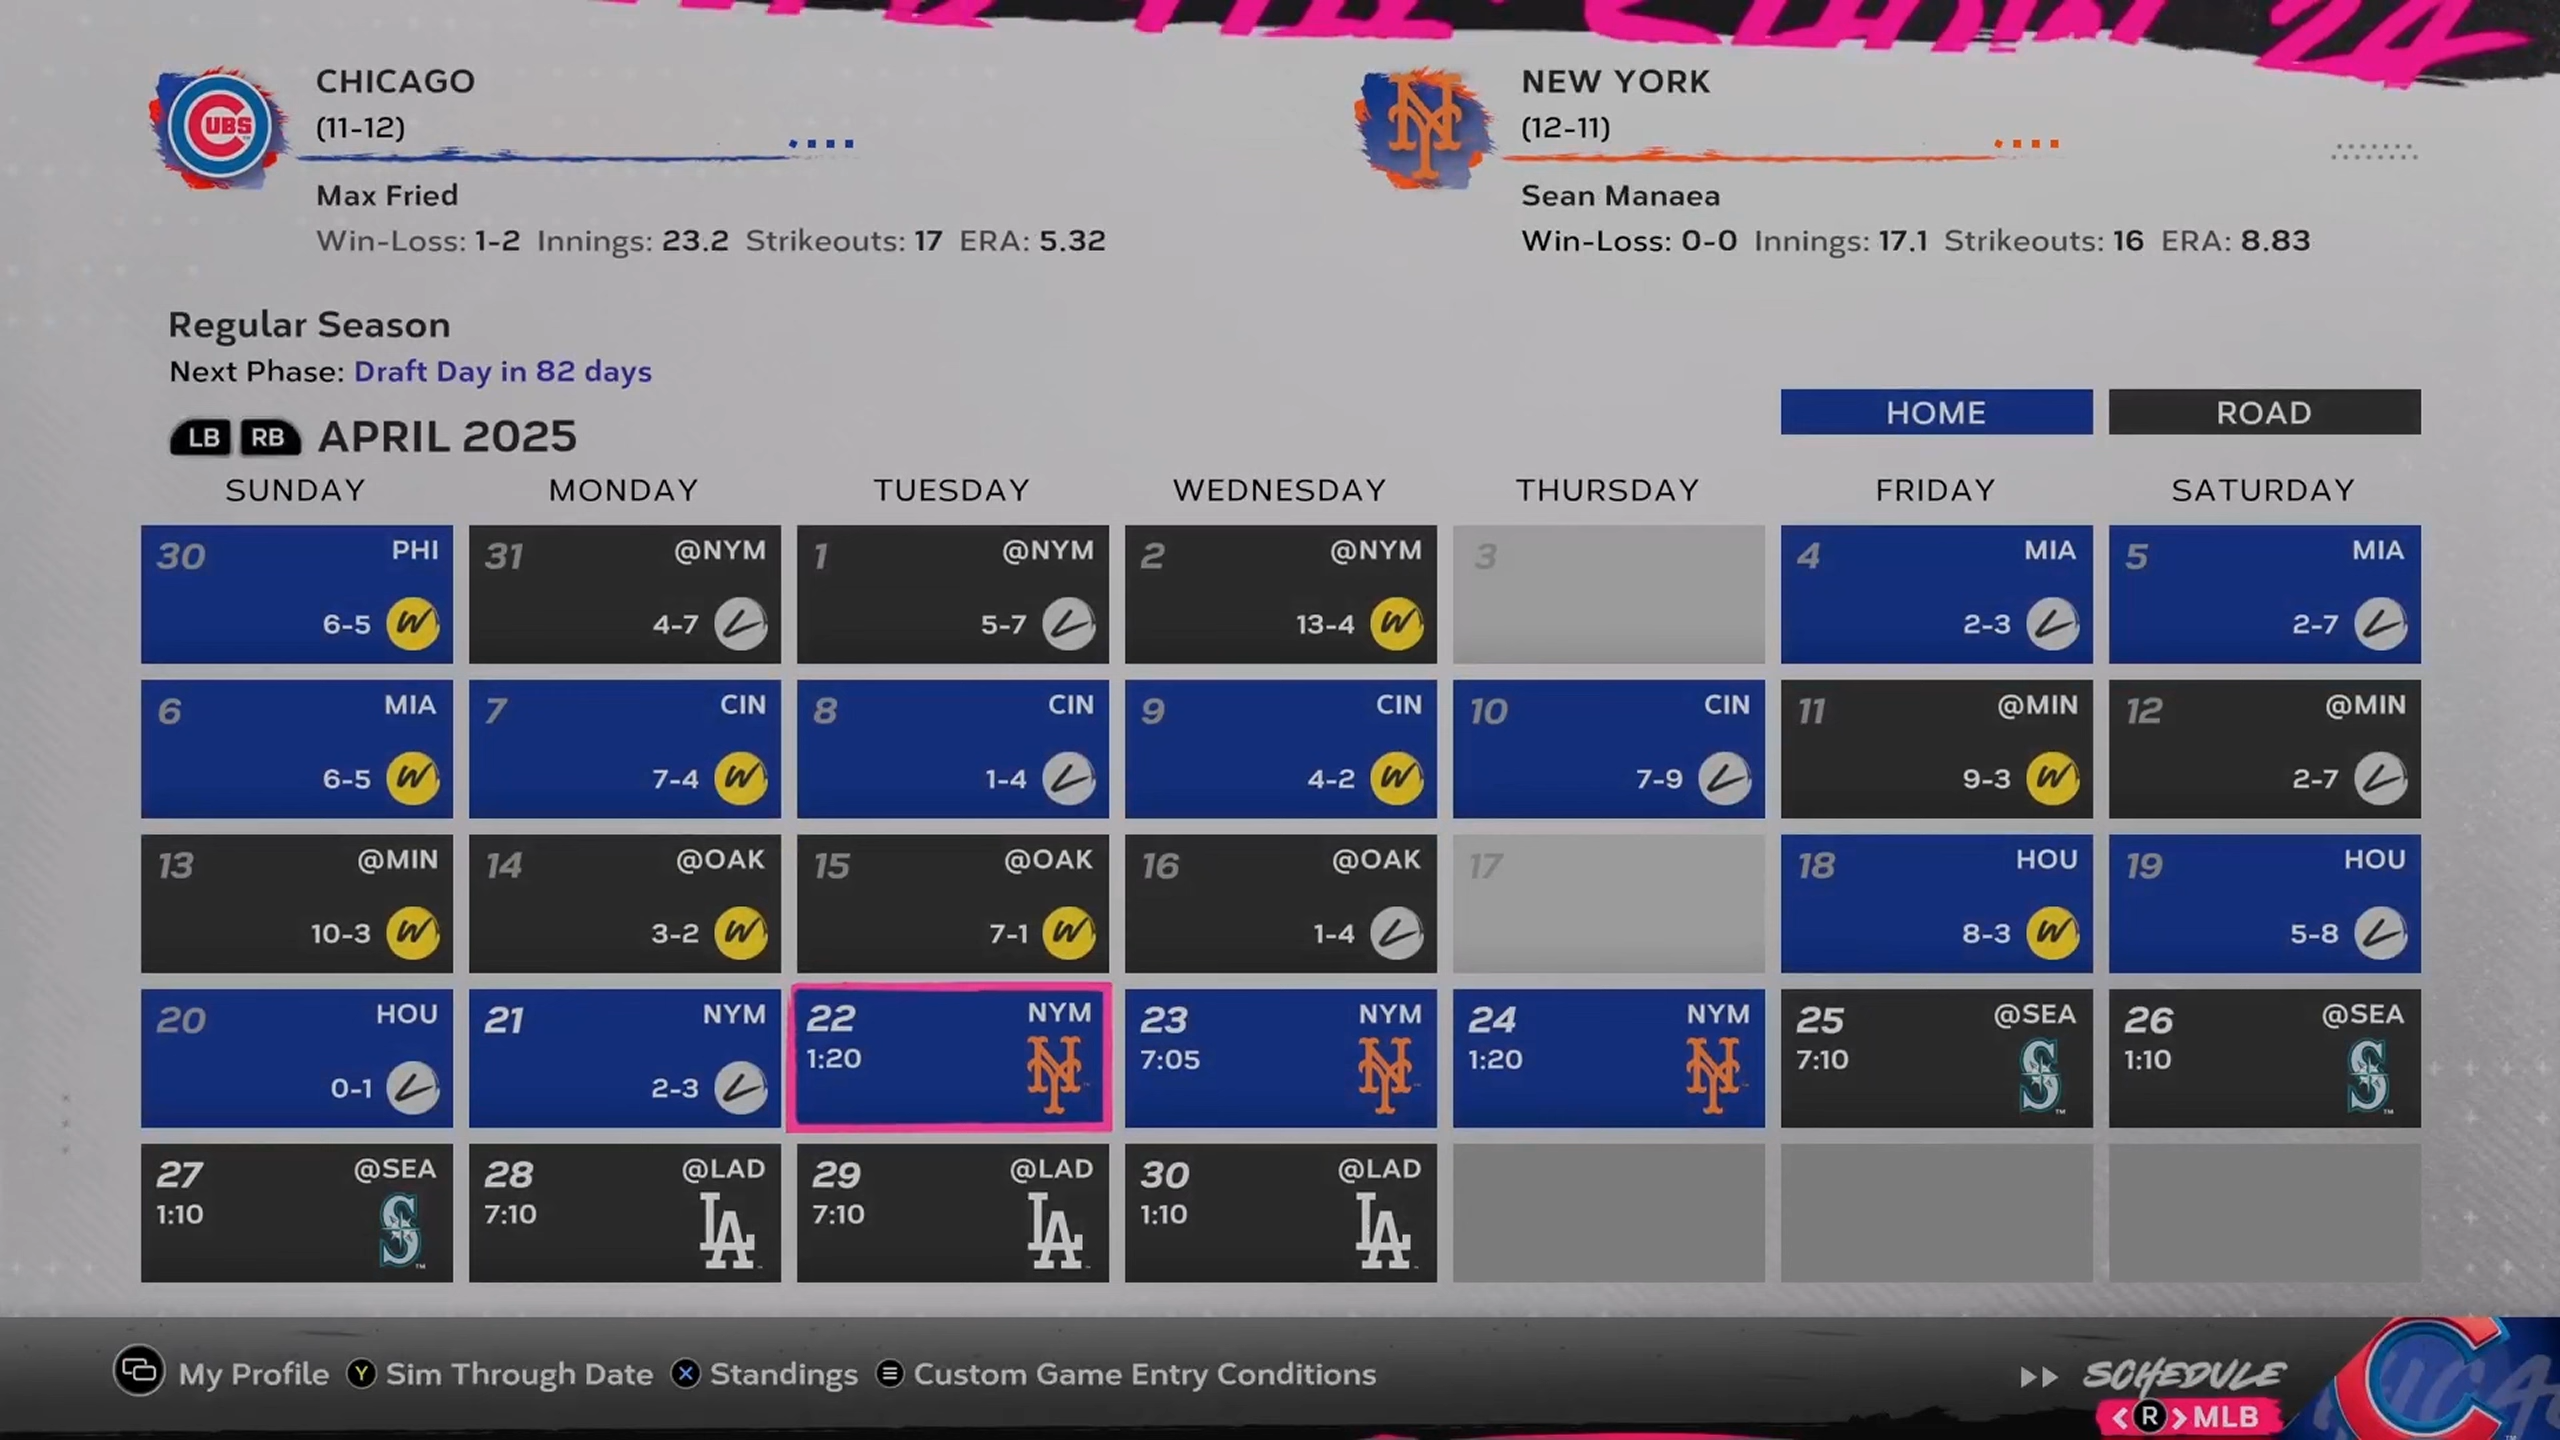 CHICAGO
(11-12)
Max Fried
Win-Loss: 1-2 Innings: 23.2 Strikeouts: 17 ERA: 5.32
NEW YORK
(12-11)
Sean Manaea
Win-Loss: 0-0 Innings: 17.1 Strikeouts: 16 ERA: 8.83
Regular Season
Next Phase: Draft Day in 82 days
LB RB APRIL 2025
HOME ROAD
SUNDAY MONDAY TUESDAY WEDNESDAY THURSDAY FRIDAY SATURDAY
30 PHI 31 @NYM 1 @NYM 2 @NYM 3 4 MIA 5 MIA
6-5 W 4-7 L 5-7 L 13-4 W 2-3 L 2-7 L
6 MIA 7 CIN 8 CIN 9 CIN 10 CIN 11 @MIN 12 @MIN
6-5 W 7-4 W 1-4 L 4-2 W 7-9 L 9-3 W 2-7 L
13 @MIN 14 @OAK 15 @OAK 16 @OAK 17 18 HOU 19 HOU
10-3 W 3-2 W 7-1 W 1-4 L 8-3 W 5-8 L
20 HOU 21 NYM 22 NYM 23 NYM 24 NYM 25 @SEA 26 @SEA
0-1 L 2-3 L 1:20 7:05 1:20 7:10 1:10
27 @SEA 28 @LAD 29 @LAD 30 @LAD
1:10 7:10 7:10 1:10
My Profile Y Sim Through Date X Standings Custom Game Entry Conditions
SCHEDULE
R MLB